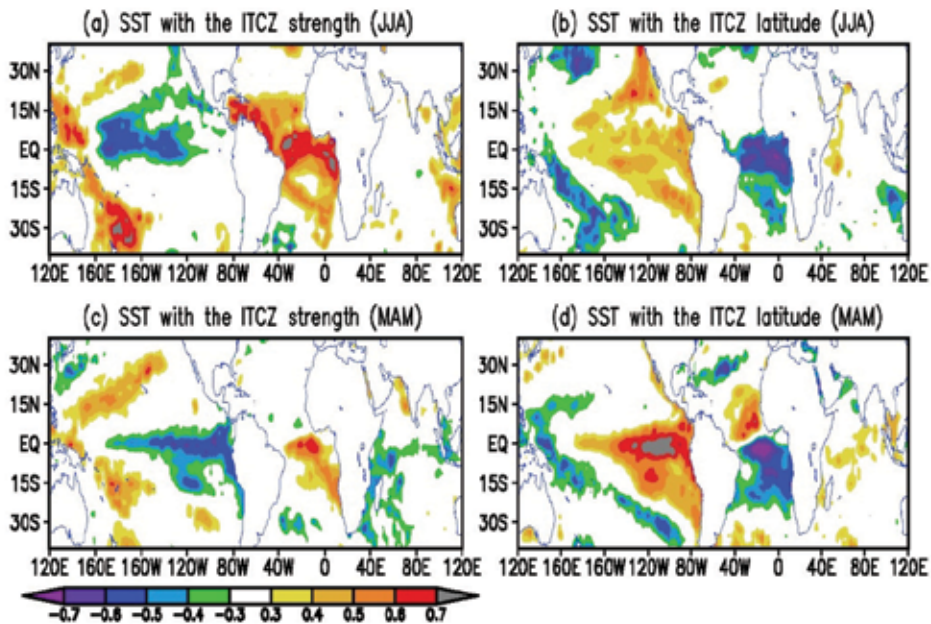 (a) SST with the ITCZ strength (JJA)
30N
15N
EQ
15S
30S
120E 160E 160W 120W 80W 40W 0 40E 80E 120E
(b) SST with the ITCZ latitude (JJA)
30N
15N
EQ
15S
30S
120E 160E 160W 120W 80W 40W 0 40E 80E 120E
(c) SST with the ITCZ strength (MAM)
30N
15N
EQ
15S
30S
120E 160E 160W 120W 80W 40W 0 40E 80E 120E
(d) SST with the ITCZ latitude (MAM)
30N
15N
EQ
15S
30S
120E 160E 160W 120W 80W 40W 0 40E 80E 120E
-0.7 -0.6 -0.5 -0.4 -0.3 0.3 0.4 0.5 0.6 0.7